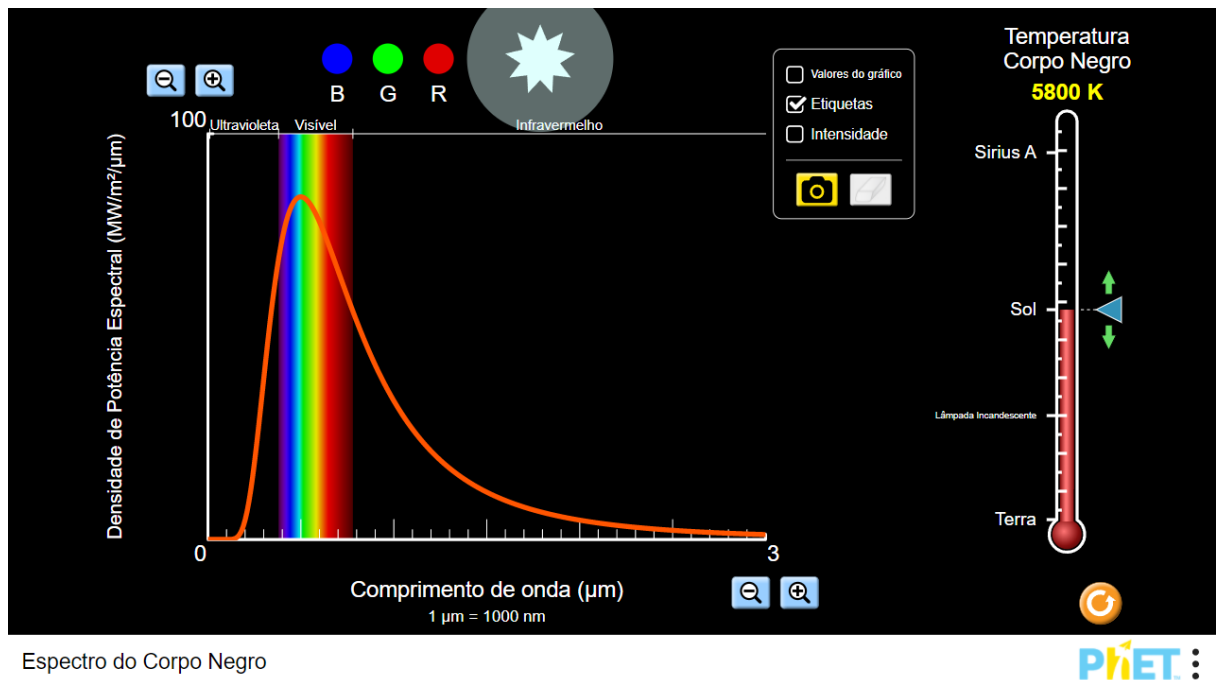 B G R
100
Ultravioleta Visível Infravermelho
Densidade de Potência Espectral (MW/m²/μm)
0
3
Comprimento de onda (μm)
1 μm = 1000 nm
Valores do gráfico
Etiquetas
Intensidade
Temperatura
Corpo Negro
5800 K
Sirius A
Sol
Lâmpada Incandescente
Terra
Espectro do Corpo Negro
PhET